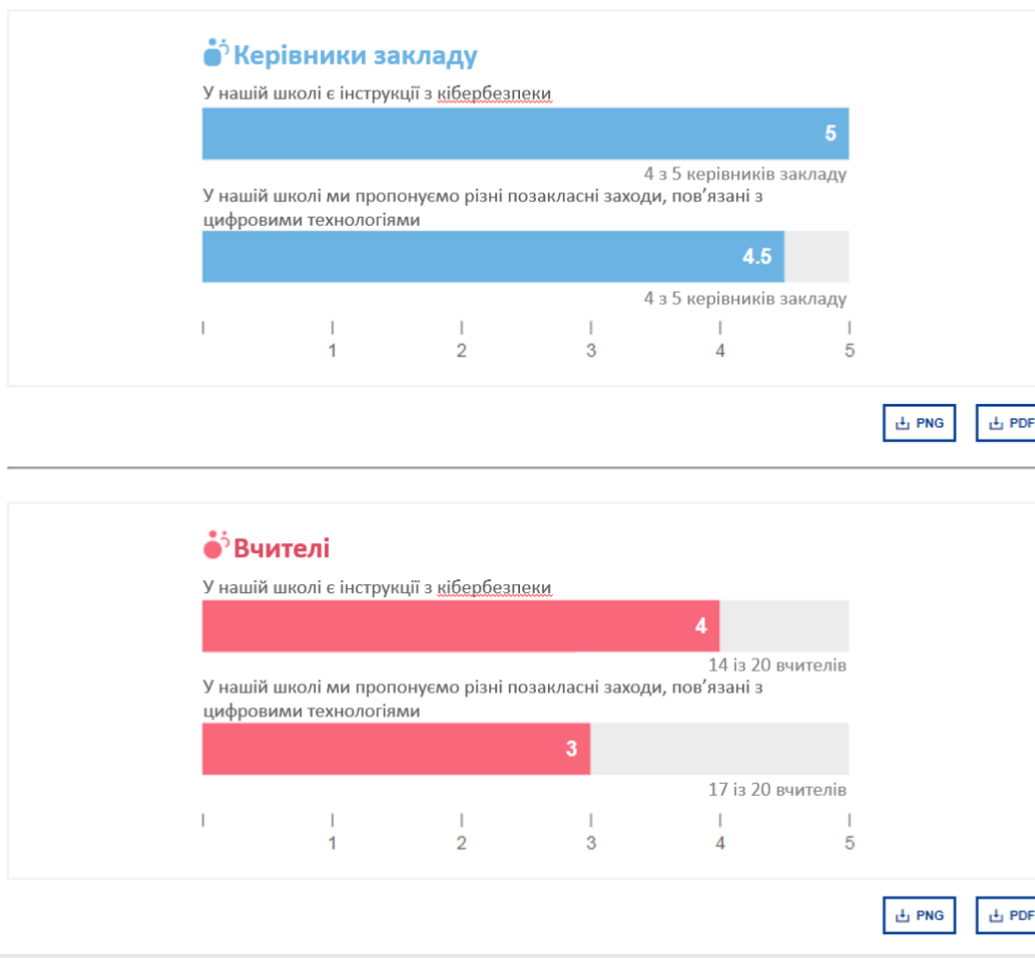 Керівники закладу
У нашій школі є інструкції з кібербезпеки
5
4 з 5 керівників закладу
У нашій школі ми пропонуємо різні позакласні заходи, пов’язані з
цифровими технологіями
4.5
4 з 5 керівників закладу
1 2 3 4 5
PNG PDF
Вчителі
У нашій школі є інструкції з кібербезпеки
4
14 із 20 вчителів
У нашій школі ми пропонуємо різні позакласні заходи, пов’язані з
цифровими технологіями
3
17 із 20 вчителів
1 2 3 4 5
PNG PDF